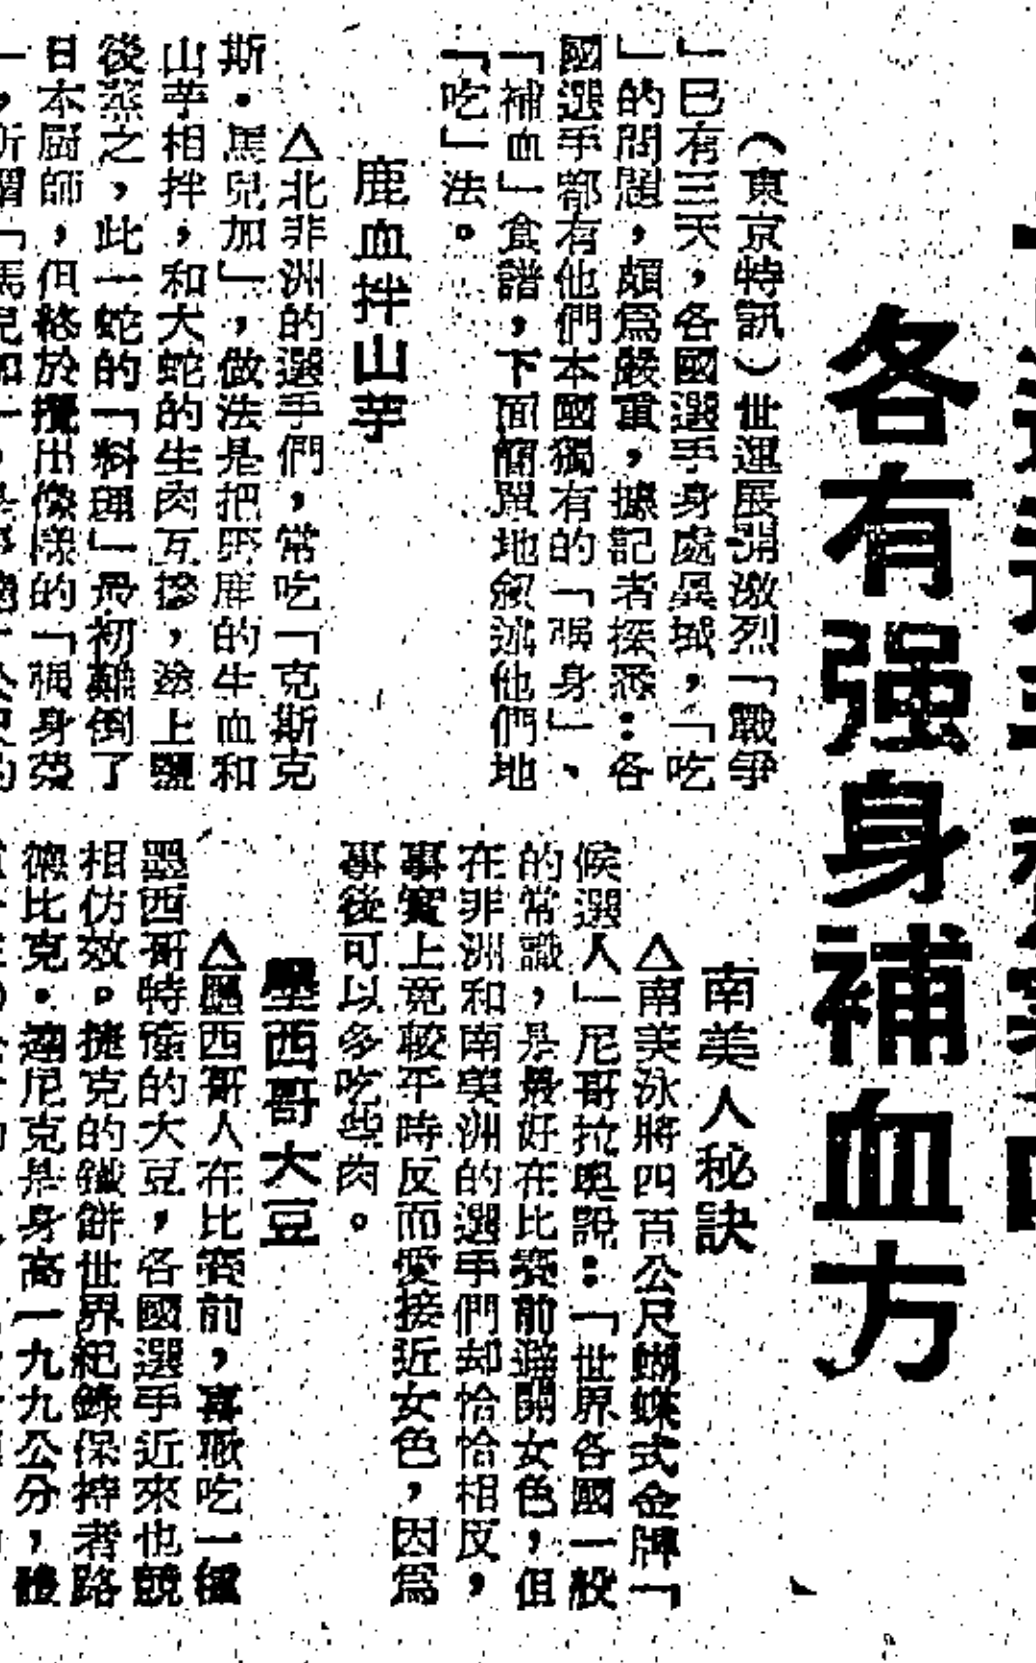 各有强身補血方
（東京特訊）世運展開激烈「戰爭
」已有三天，各國選手身處異域，「吃
」的問題，頗爲嚴重，據記者探悉：各
國選手都有他們本國獨有的「强身」、
「補血」食譜，下面簡單地叙述他們地
「吃」法。
鹿血拌山芋
△北非洲的選手們，常吃「克斯克
斯·馬兒加」，做法是把野鹿的生血和
山芋相拌，和大蛇的生肉互摻，塗上鹽
後蒸之，此一蛇的「料理」最初難倒了
日本厨師，但終於攪出像樣的「强身菜
南美人秘訣
△南美泳將四百公尺蝴蝶式金牌「
候選人」尼哥拉奥說：「世界各國一般
的常識，是最好在比賽前避開女色，但
在非洲和南美洲的選手們却恰恰相反，
事實上竟較平時反而愛接近女色，因爲
事後可以多吃些肉。
墨西哥大豆
△墨西哥人在比賽前，喜歡吃一種
墨西哥特產的大豆，各國選手近來也競
相仿效。捷克的鐵餅世界紀錄保持者路
德比克·達尼克是身高一九九公分，體